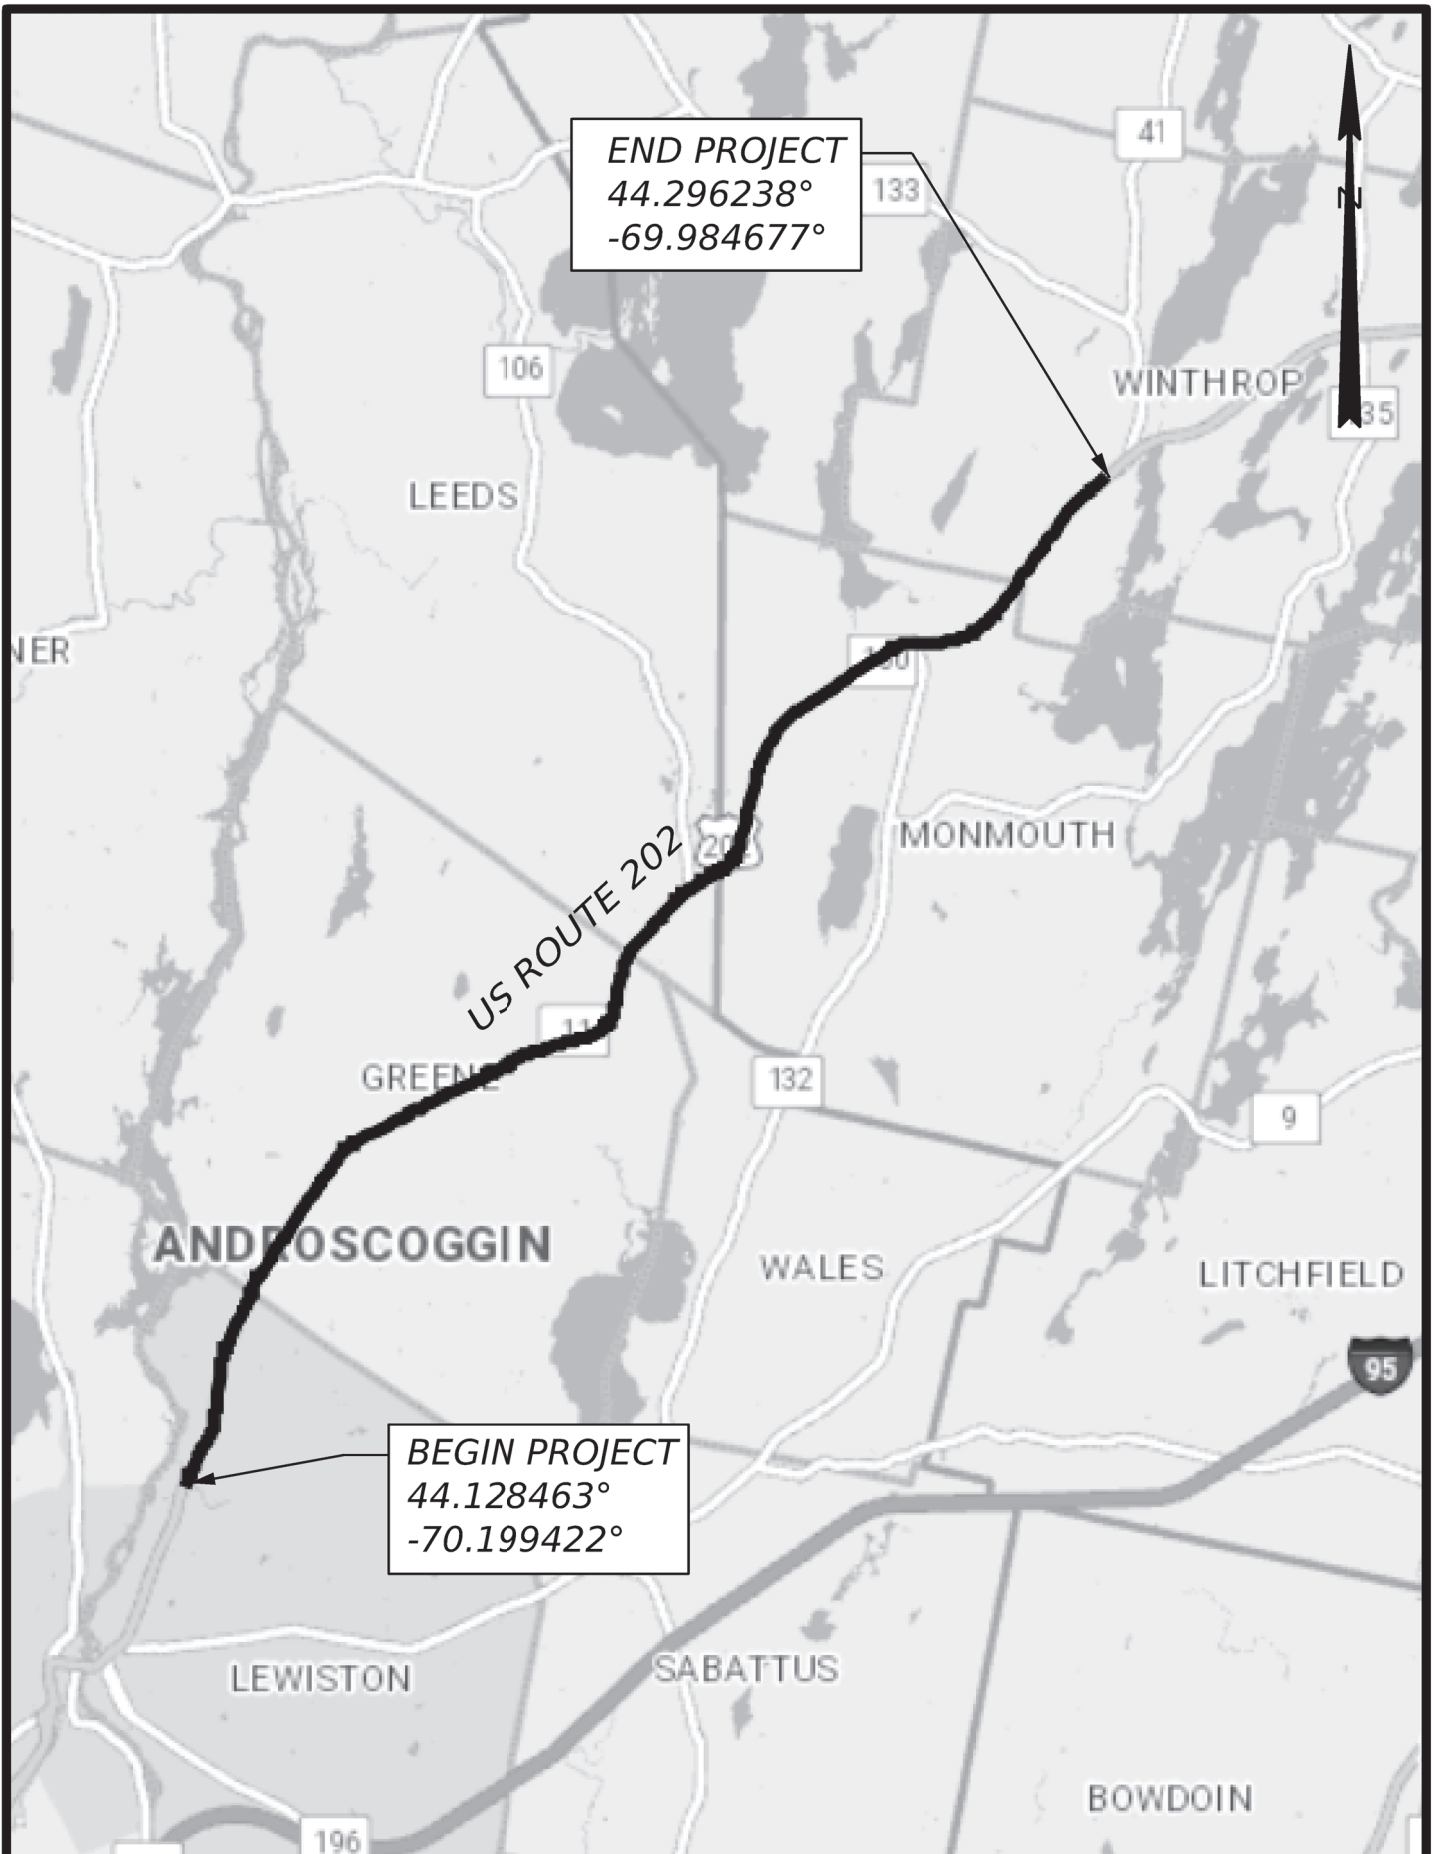 END PROJECT
44.296238°
-69.984677°
41
133
N
106
WINTHROP
35
LEEDS
NER
MONMOUTH
US ROUTE 202
11
GREENE
132
9
ANDROSCOGGIN
WALES
LITCHFIELD
95
BEGIN PROJECT
44.128463°
-70.199422°
LEWISTON
SABATTUS
BOWDOIN
196